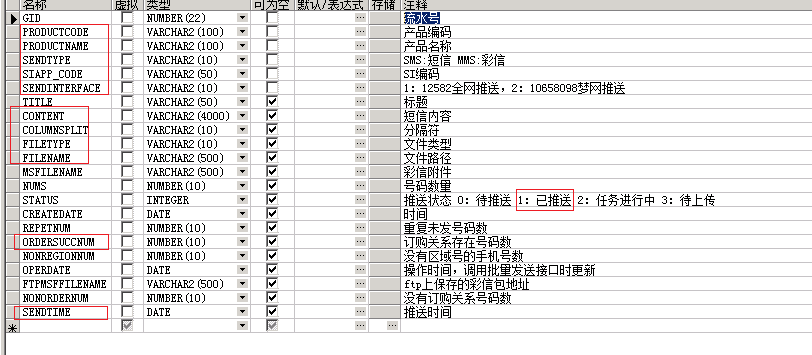 名称 虚拟 类型 可为空 默认/表达式 存储 注释
GID NUMBER(22) 流水号
PRODUCTCODE VARCHAR2(100) 产品编码
PRODUCTNAME VARCHAR2(100) 产品名称
SENDTYPE VARCHAR2(10) SMS:短信 MMS:彩信
SIAPP_CODE VARCHAR2(50) SI编码
SENDINTERFACE VARCHAR2(10) 1: 12582全网推送, 2: 10658098梦网推送
TITLE VARCHAR2(50) 标题
CONTENT VARCHAR2(4000) 短信内容
COLUMNSPLIT VARCHAR2(10) 分隔符
FILETYPE VARCHAR2(10) 文件类型
FILENAME VARCHAR2(500) 文件路径
MSFILENAME VARCHAR2(500) 彩信附件
NUMS NUMBER(10) 号码数量
STATUS INTEGER 推送状态 0: 待推送 1: 已推送 2: 任务进行中 3: 待上传
CREATEDATE DATE 时间
REPETNUM NUMBER(10) 重复未发号码数
ORDERSUCCNUM NUMBER(10) 订购关系存在号码数
NONREGIONNUM NUMBER(10) 没有区域号的手机号数
OPERDATE DATE 操作时间, 调用批量发送接口时更新
FTPMSFFILENAME VARCHAR2(500) ftp上保存的彩信包地址
NONORDERNUM NUMBER(10) 没有订购关系号码数
SENDTIME DATE 推送时间